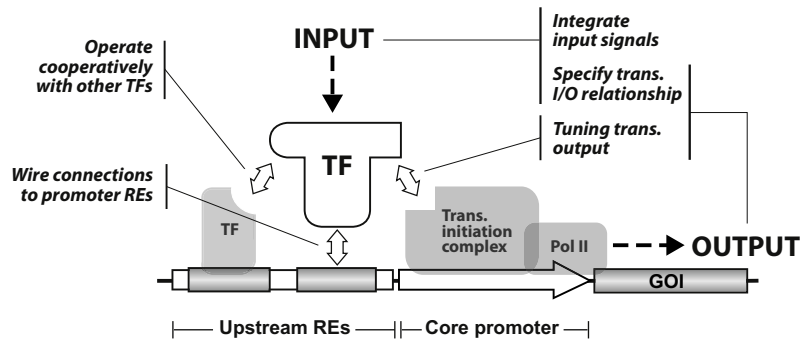 INPUT
Integrate
input signals
Operate
cooperatively
with other TFs
Specify trans.
I/O relationship
Tuning trans.
output
TF
Wire connections
to promoter REs
TF
Trans.
initiation
complex
Pol II
OUTPUT
GOI
Upstream REs
Core promoter